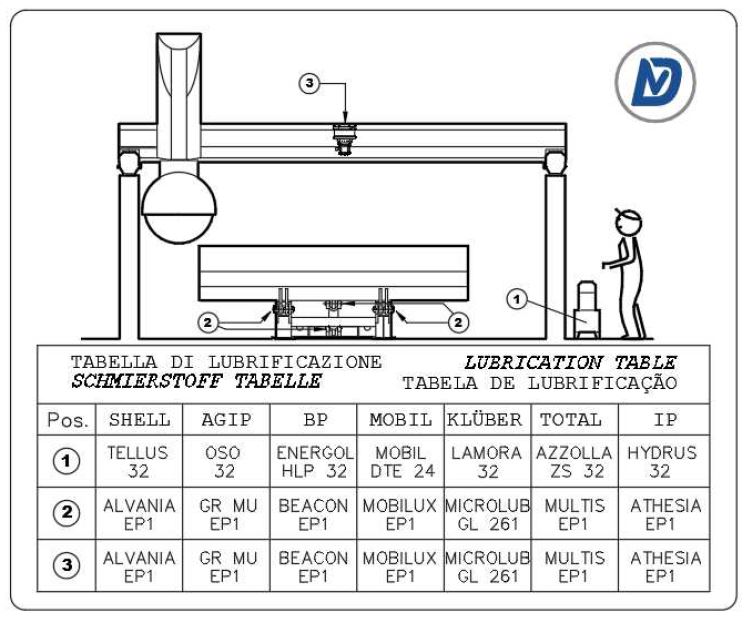 3
DV
1
2
2
TABELLA DI LUBRIFICAZIONE
LUBRICATION TABLE
SCHMIERSTOFF TABELLE
TABELA DE LUBRIFICAÇÃO
Pos. SHELL AGIP BP MOBIL KLÜBER TOTAL IP
1 TELLUS 32 OSO 32 ENERGOL HLP 32 MOBIL DTE 24 LAMORA 32 AZZOLLA ZS 32 HYDRUS 32
2 ALVANIA EP1 GR MU EP1 BEACON EP1 MOBILUX EP1 MICROLUB GL 261 MULTIS EP1 ATHESIA EP1
3 ALVANIA EP1 GR MU EP1 BEACON EP1 MOBILUX EP1 MICROLUB GL 261 MULTIS EP1 ATHESIA EP1